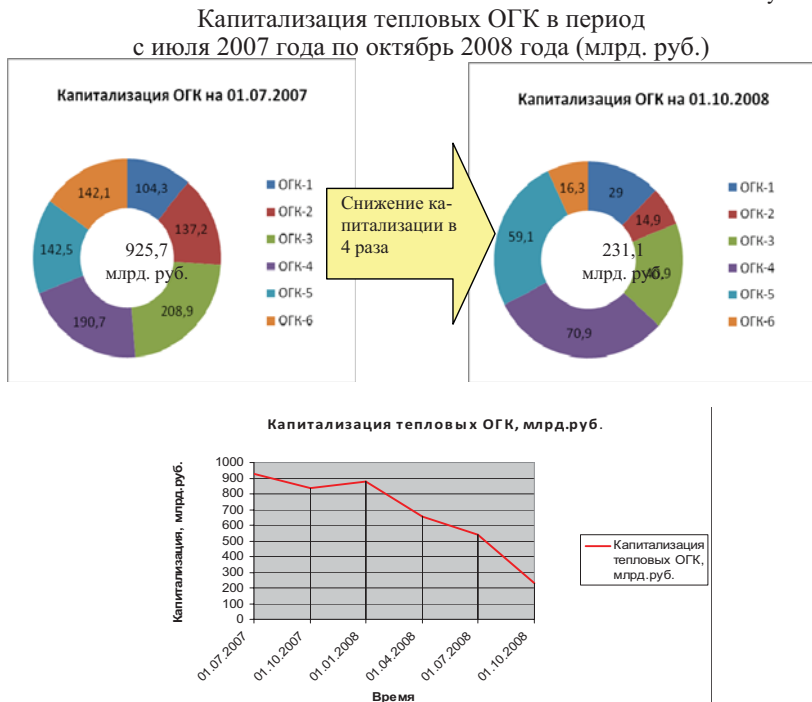 Капитализация тепловых ОГК в период
с июля 2007 года по октябрь 2008 года (млрд. руб.)
Капитализация ОГК на 01.07.2007
104,3
137,2
208,9
190,7
142,5
142,1
925,7
млрд. руб.
ОГК-1
ОГК-2
ОГК-3
ОГК-4
ОГК-5
ОГК-6
Снижение ка-
питализации в
4 раза
Капитализация ОГК на 01.10.2008
29
14,9
70,9
59,1
16,3
231,1
млрд. руб.
ОГК-1
ОГК-2
ОГК-3
ОГК-4
ОГК-5
ОГК-6
Капитализация тепловых ОГК, млрд.руб.
Капитализация, млрд.руб.
1000
900
800
700
600
500
400
300
200
100
0
01.07.2007
01.10.2007
01.01.2008
01.04.2008
01.07.2008
01.10.2008
Время
Капитализация
тепловых ОГК,
млрд.руб.